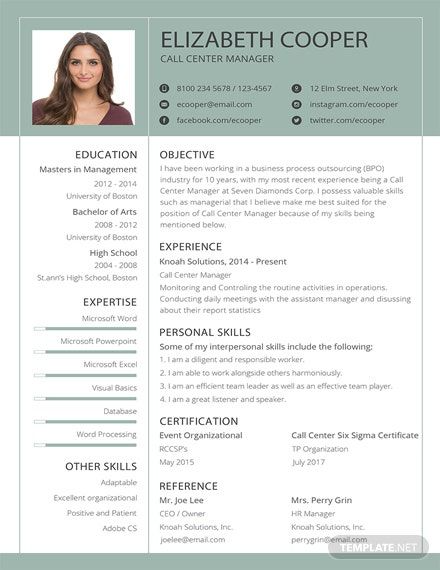 ELIZABETH COOPER
CALL CENTER MANAGER
8100 234 5678 / 123-4567
12 Elm Street, New York
ecooper@email.com
instagram.com/ecooper
facebook.com/ecooper
twitter.com/ecooper
EDUCATION
Masters in Management
2012 - 2014
University of Boston
Bachelor of Arts
2008 - 2012
University of Boston
High School
2004 - 2008
St.ann's High School, Boston
EXPERTISE
Microsoft Word
Microsoft Powerpoint
Microsoft Excel
Visual Basics
Database
Word Processing
OTHER SKILLS
Adaptable
Excellent organizational
Positive and Patient
Adobe CS
OBJECTIVE
I have been working in a business process outsourcing (BPO)
industry for 10 years, with my most recent experience being a Call
Center Manager at Seven Diamonds Corp. I possess valuable skills
such as managerial that I believe make me best suited for the
position of Call Center Manager because of my skills being
mentioned below.
EXPERIENCE
Knoah Solutions, 2014 - Present
Call Center Manager
Monitoring and Controling the routine activities in operations.
Conducting daily meetings with the assistant manager and disussing
about their report statistics
PERSONAL SKILLS
Some of my interpersonal skills include the following:
1. I am a diligent and responsible worker.
2. I am able to work alongside others harmoniously.
3. I am an efficient team leader as well as an effective team player.
4. I am a great listener and speaker.
CERTIFICATION
Event Organizational
RCCSP's
May 2015
Call Center Six Sigma Certificate
TP Organization
July 2017
REFERENCE
Mr. Joe Lee
CEO / Owner
Knoah Solutions, Inc.
joelee@email.com
Mrs. Perry Grin
HR Manager
Knoah Solutions, Inc.
perrygrin@email.com
TEMPLATE.NET